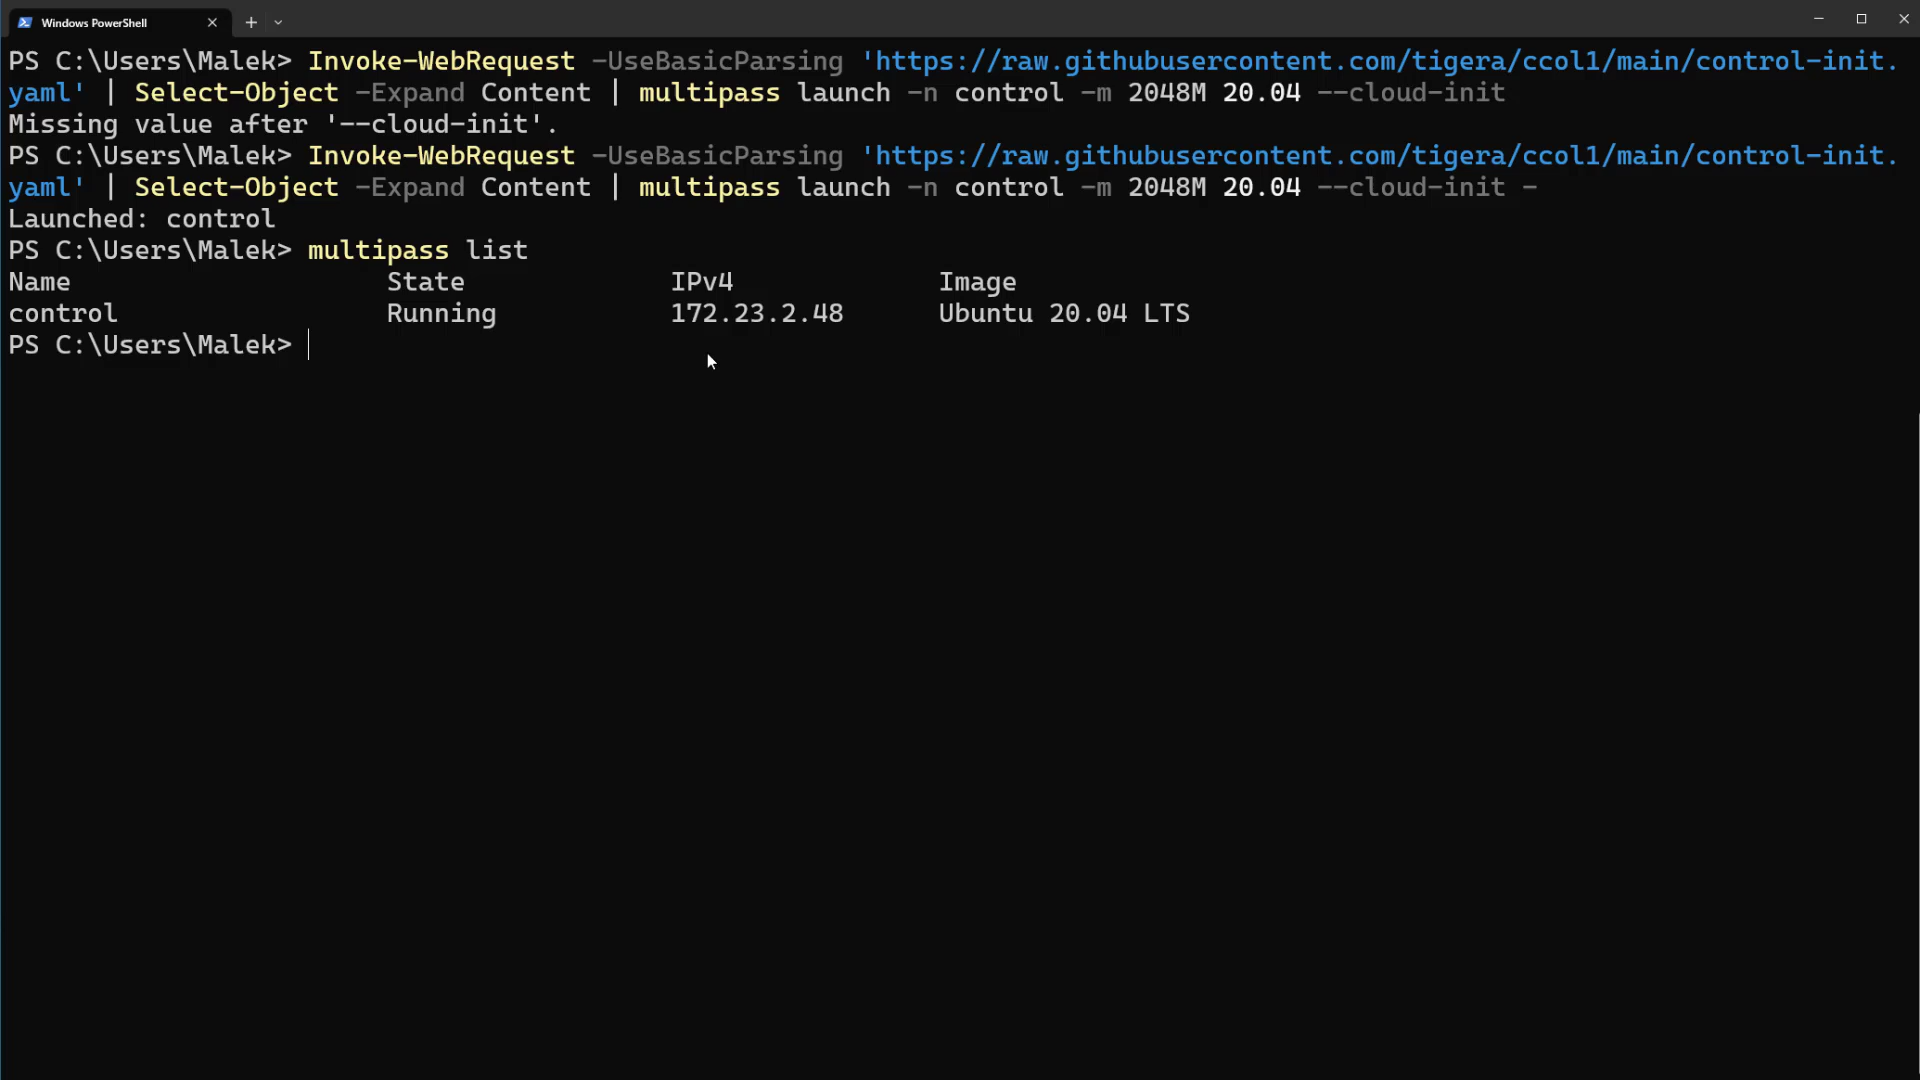 Windows PowerShell
PS C:\Users\Malek> Invoke-WebRequest -UseBasicParsing 'https://raw.githubusercontent.com/tigera/ccol1/main/control-init.
yaml' | Select-Object -Expand Content | multipass launch -n control -m 2048M 20.04 --cloud-init
Missing value after '--cloud-init'.
PS C:\Users\Malek> Invoke-WebRequest -UseBasicParsing 'https://raw.githubusercontent.com/tigera/ccol1/main/control-init.
yaml' | Select-Object -Expand Content | multipass launch -n control -m 2048M 20.04 --cloud-init -
Launched: control
PS C:\Users\Malek> multipass list
Name State IPv4 Image
control Running 172.23.2.48 Ubuntu 20.04 LTS
PS C:\Users\Malek>